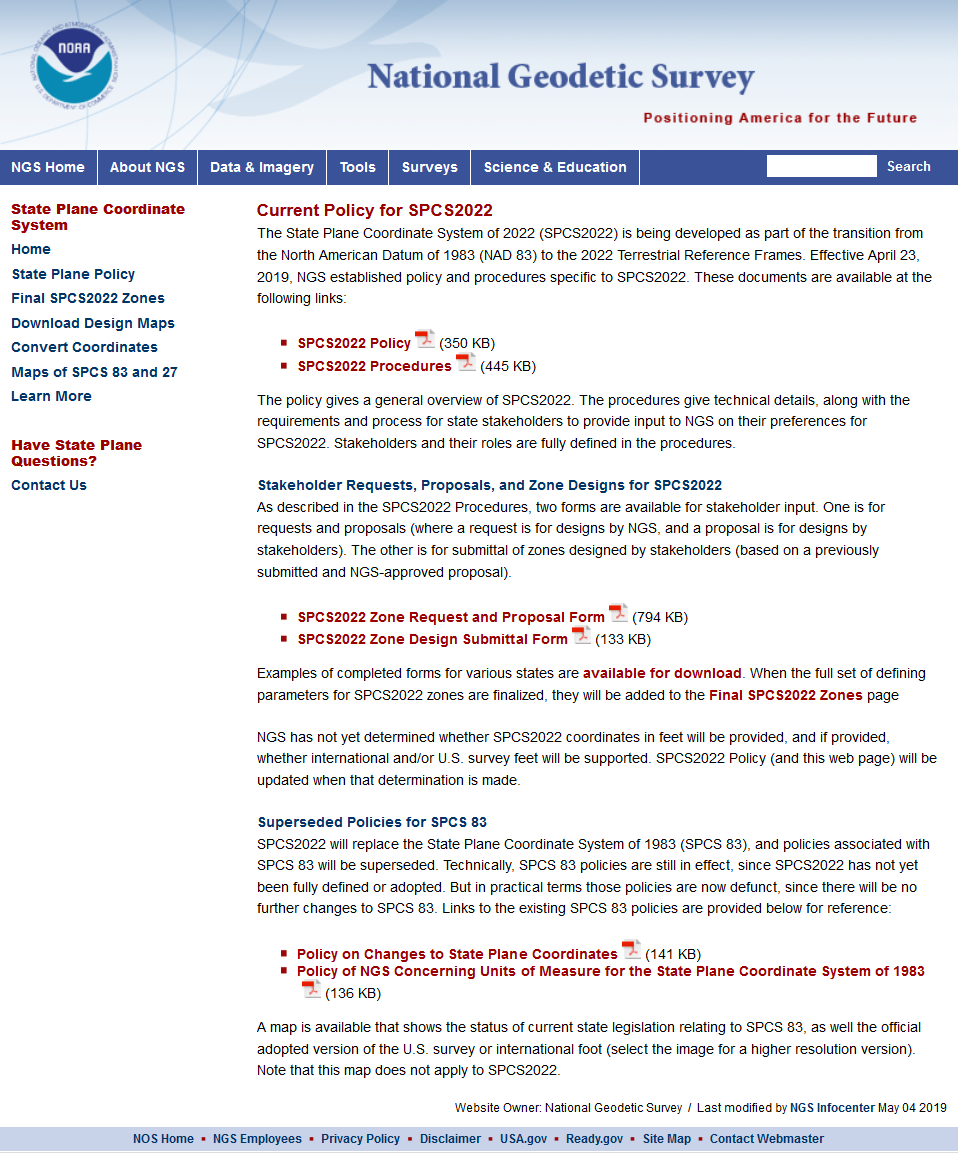 NATIONAL OCEANIC AND ATMOSPHERIC ADMINISTRATION
NOAA
U.S. DEPARTMENT OF COMMERCE
National Geodetic Survey
Positioning America for the Future
NGS Home About NGS Data & Imagery Tools Surveys Science & Education Search
State Plane Coordinate
System
Home
State Plane Policy
Final SPCS2022 Zones
Download Design Maps
Convert Coordinates
Maps of SPCS 83 and 27
Learn More
Have State Plane
Questions?
Contact Us
Current Policy for SPCS2022
The State Plane Coordinate System of 2022 (SPCS2022) is being developed as part of the transition from
the North American Datum of 1983 (NAD 83) to the 2022 Terrestrial Reference Frames. Effective April 23,
2019, NGS established policy and procedures specific to SPCS2022. These documents are available at the
following links:
SPCS2022 Policy (350 KB)
SPCS2022 Procedures (445 KB)
The policy gives a general overview of SPCS2022. The procedures give technical details, along with the
requirements and process for state stakeholders to provide input to NGS on their preferences for
SPCS2022. Stakeholders and their roles are fully defined in the procedures.
Stakeholder Requests, Proposals, and Zone Designs for SPCS2022
As described in the SPCS2022 Procedures, two forms are available for stakeholder input. One is for
requests and proposals (where a request is for designs by NGS, and a proposal is for designs by
stakeholders). The other is for submittal of zones designed by stakeholders (based on a previously
submitted and NGS-approved proposal).
SPCS2022 Zone Request and Proposal Form (794 KB)
SPCS2022 Zone Design Submittal Form (133 KB)
Examples of completed forms for various states are available for download. When the full set of defining
parameters for SPCS2022 zones are finalized, they will be added to the Final SPCS2022 Zones page
NGS has not yet determined whether SPCS2022 coordinates in feet will be provided, and if provided,
whether international and/or U.S. survey feet will be supported. SPCS2022 Policy (and this web page) will be
updated when that determination is made.
Superseded Policies for SPCS 83
SPCS2022 will replace the State Plane Coordinate System of 1983 (SPCS 83), and policies associated with
SPCS 83 will be superseded. Technically, SPCS 83 policies are still in effect, since SPCS2022 has not yet
been fully defined or adopted. But in practical terms those policies are now defunct, since there will be no
further changes to SPCS 83. Links to the existing SPCS 83 policies are provided below for reference:
Policy on Changes to State Plane Coordinates (141 KB)
Policy of NGS Concerning Units of Measure for the State Plane Coordinate System of 1983
(136 KB)
A map is available that shows the status of current state legislation relating to SPCS 83, as well the official
adopted version of the U.S. survey or international foot (select the image for a higher resolution version).
Note that this map does not apply to SPCS2022.
Website Owner: National Geodetic Survey / Last modified by NGS Infocenter May 04 2019
NOS Home ▪ NGS Employees ▪ Privacy Policy ▪ Disclaimer ▪ USA.gov ▪ Ready.gov ▪ Site Map ▪ Contact Webmaster